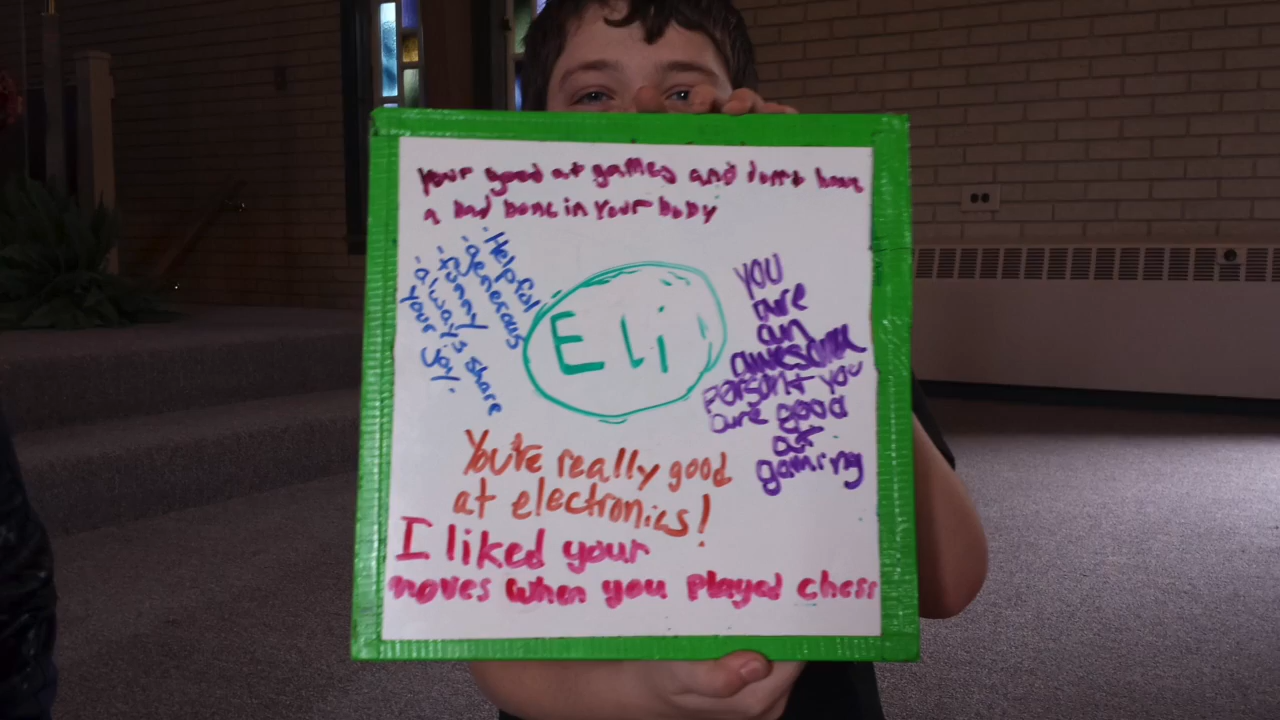 your good at games and don't have
a bad bone in your body
- Helpful
- generous
- funny
- always share
your joy.
Eli
YOU
are
an
awesome
person + you
are good
at
gaming
You're really good
at electronics!
I liked your
moves when you played chess